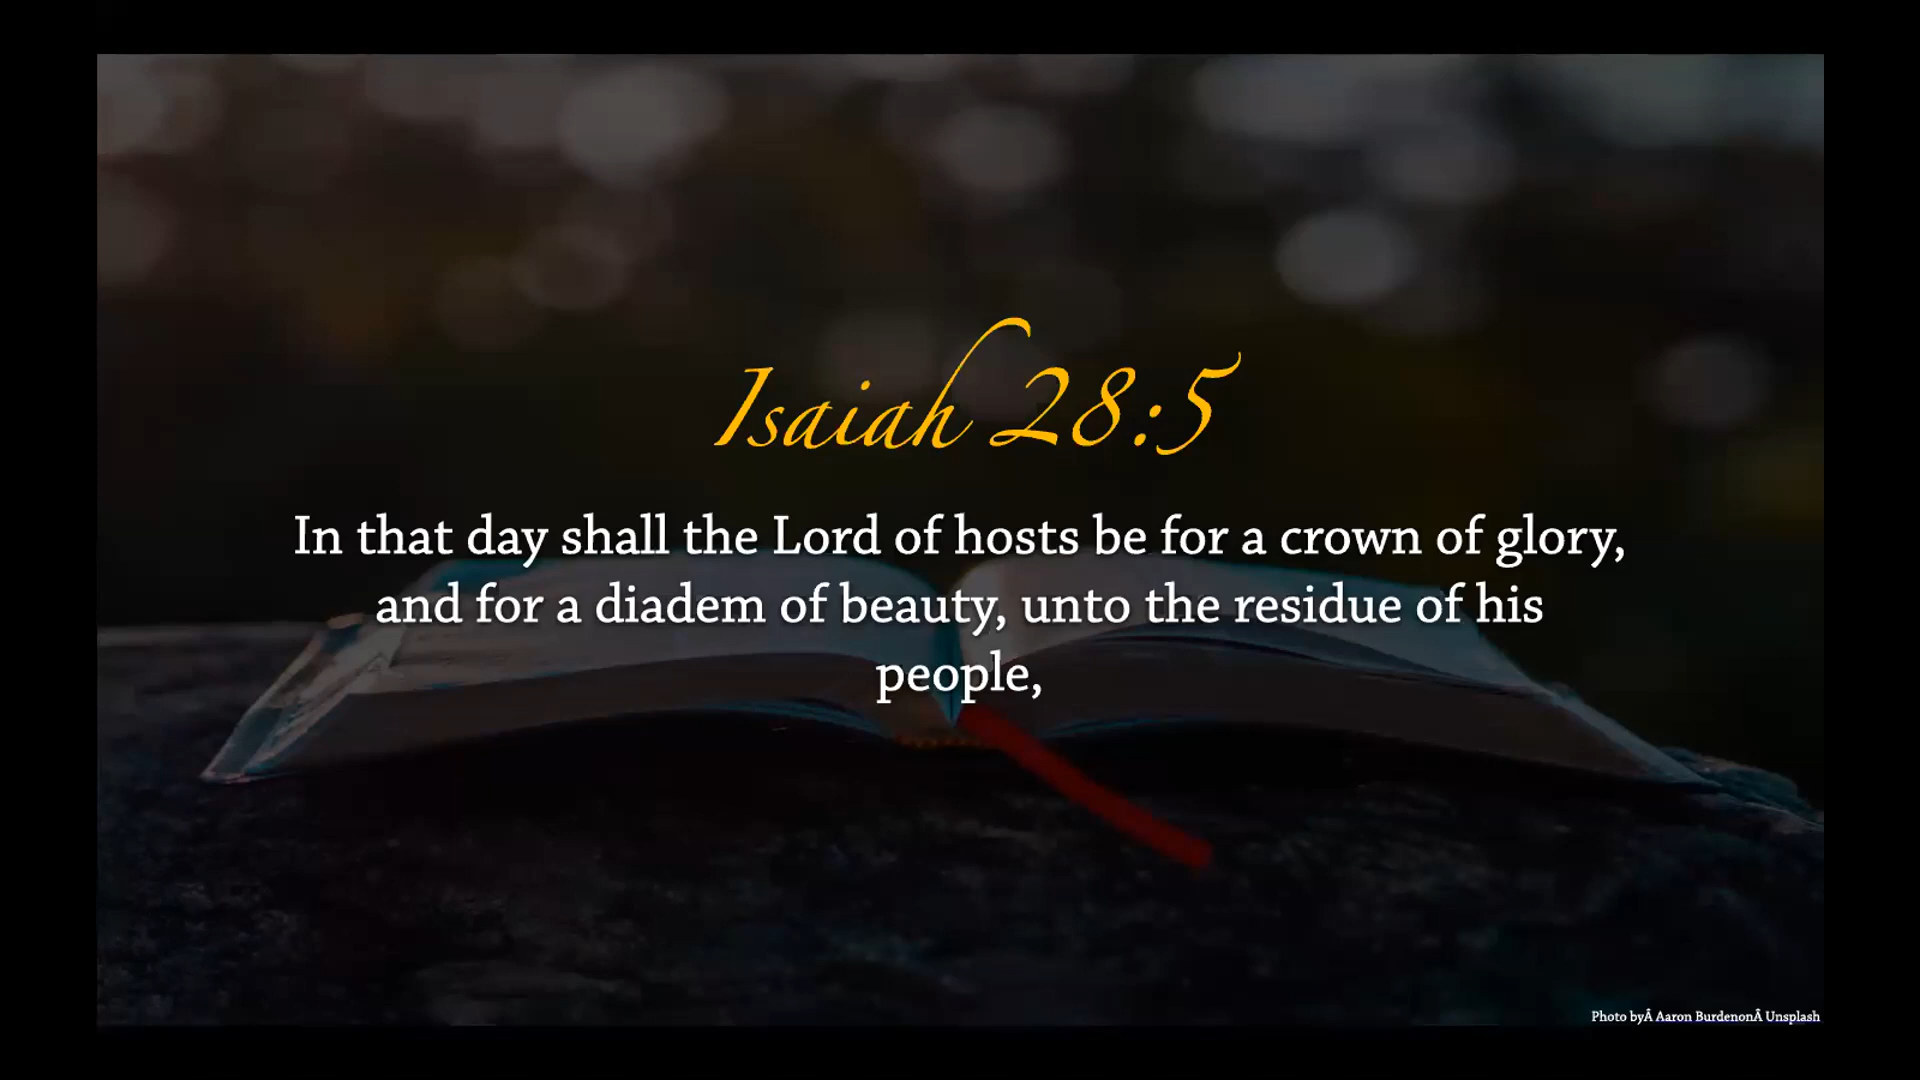 Isaiah 28:5
In that day shall the Lord of hosts be for a crown of glory,
and for a diadem of beauty, unto the residue of his
people,
Photo byÂ Aaron BurdenonÂ Unsplash